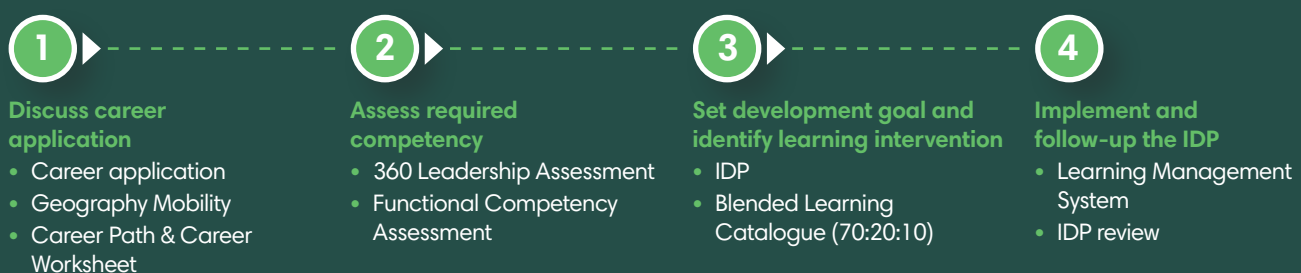 1
Discuss career
application
• Career application
• Geography Mobility
• Career Path & Career
Worksheet
2
Assess required
competency
• 360 Leadership Assessment
• Functional Competency
Assessment
3
Set development goal and
identify learning intervention
• IDP
• Blended Learning
Catalogue (70:20:10)
4
Implement and
follow-up the IDP
• Learning Management
System
• IDP review